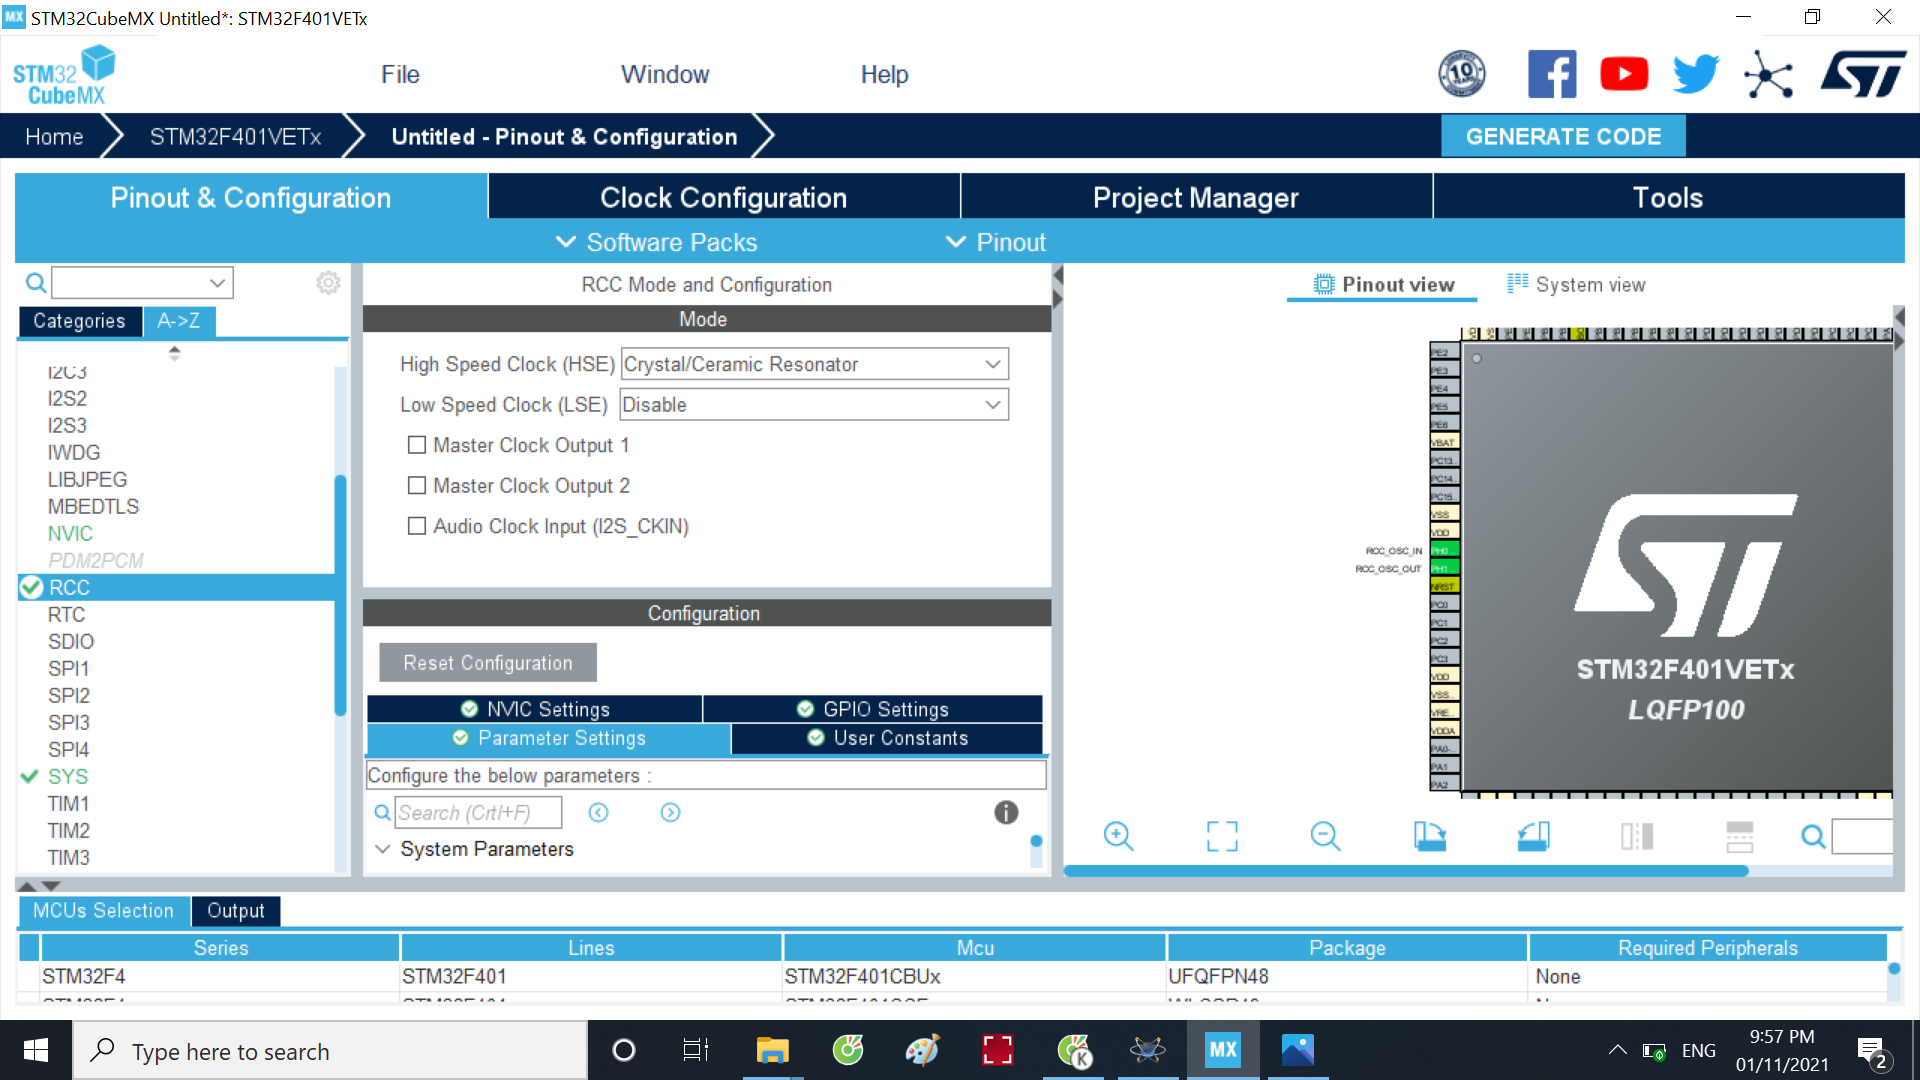 MX STM32CubeMX Untitled*: STM32F401VETx
STM32 CubeMX
File Window Help
10 YEARS
Home STM32F401VETx Untitled - Pinout & Configuration GENERATE CODE
Pinout & Configuration Clock Configuration Project Manager Tools
Software Packs Pinout
RCC Mode and Configuration
Pinout view System view
Categories A->Z
Mode
I2C3
I2S2
I2S3
IWDG
LIBJPEG
MBEDTLS
NVIC
PDM2PCM
RCC
RTC
SDIO
SPI1
SPI2
SPI3
SPI4
SYS
TIM1
TIM2
TIM3
High Speed Clock (HSE) Crystal/Ceramic Resonator
Low Speed Clock (LSE) Disable
Master Clock Output 1
Master Clock Output 2
Audio Clock Input (I2S_CKIN)
Configuration
Reset Configuration
NVIC Settings GPIO Settings
Parameter Settings User Constants
Configure the below parameters :
Search (Crtl+F)
System Parameters
PE2
PE3
PE4
PE5
PE6
VBAT
PC13..
PC14..
PC15..
VSS
VDD
RCC_OSC_IN PH0..
RCC_OSC_OUT PH1..
NRST
PC0
PC1
PC2
PC3
VDD
VSS..
VRE..
VDDA
PA0-..
PA1
PA2
STM32F401VETx
LQFP100
MCUs Selection Output
Series Lines Mcu Package Required Peripherals
STM32F4 STM32F401 STM32F401CBUx UFQFPN48 None
Type here to search
MX
ENG
9:57 PM
01/11/2021
2